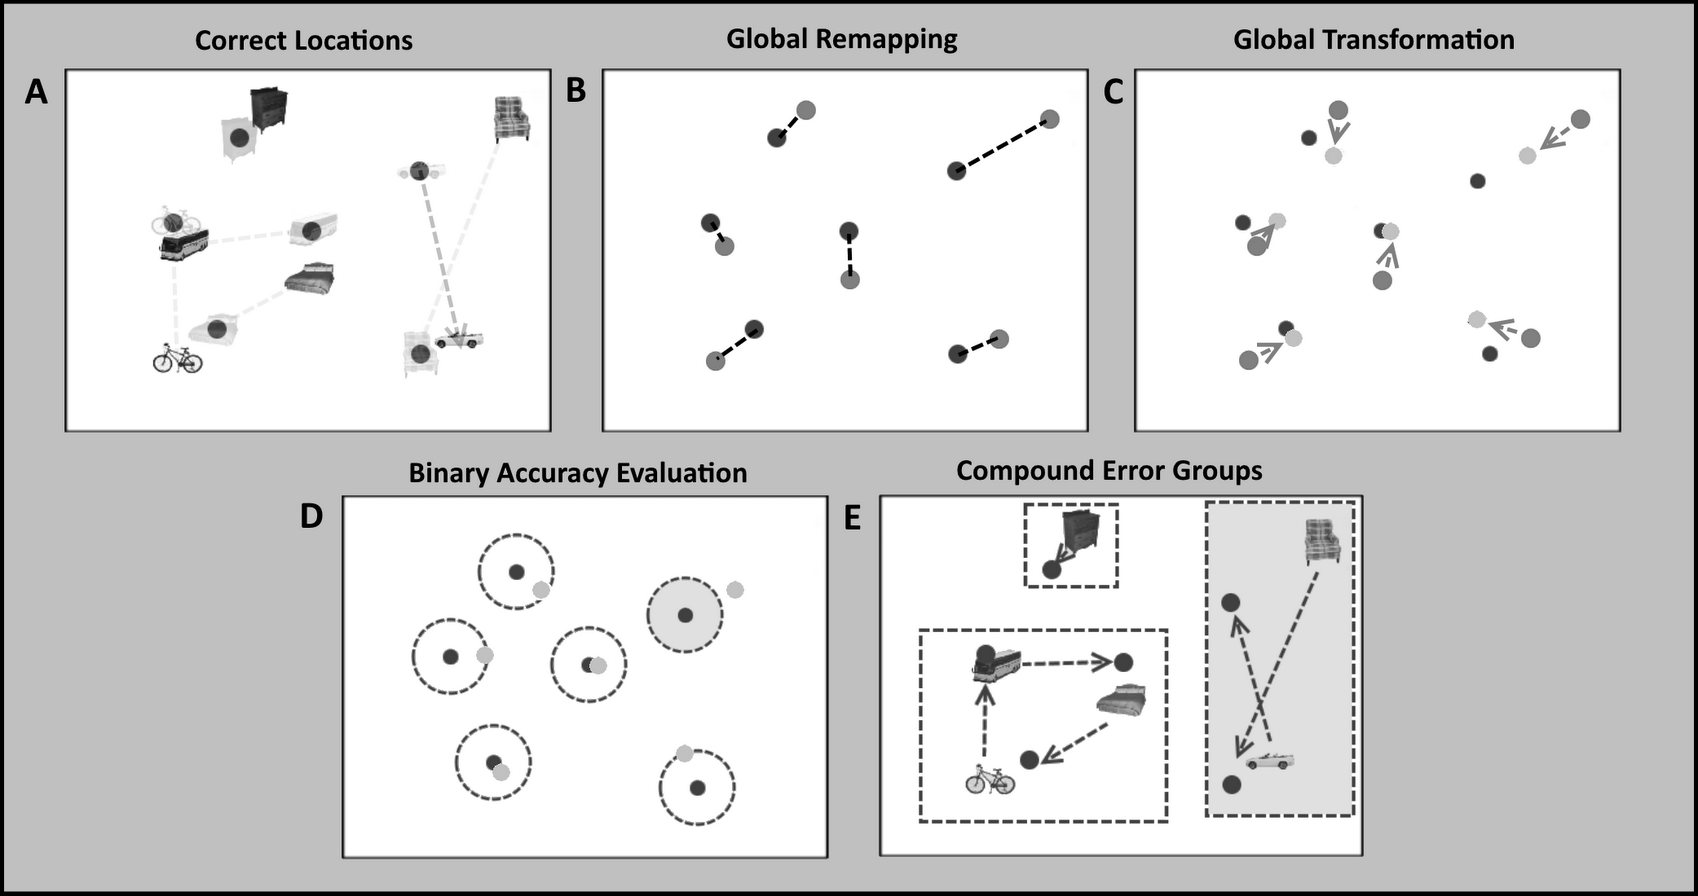 Correct Locations
Global Remapping
Global Transformation
A
B
C
Binary Accuracy Evaluation
Compound Error Groups
D
E